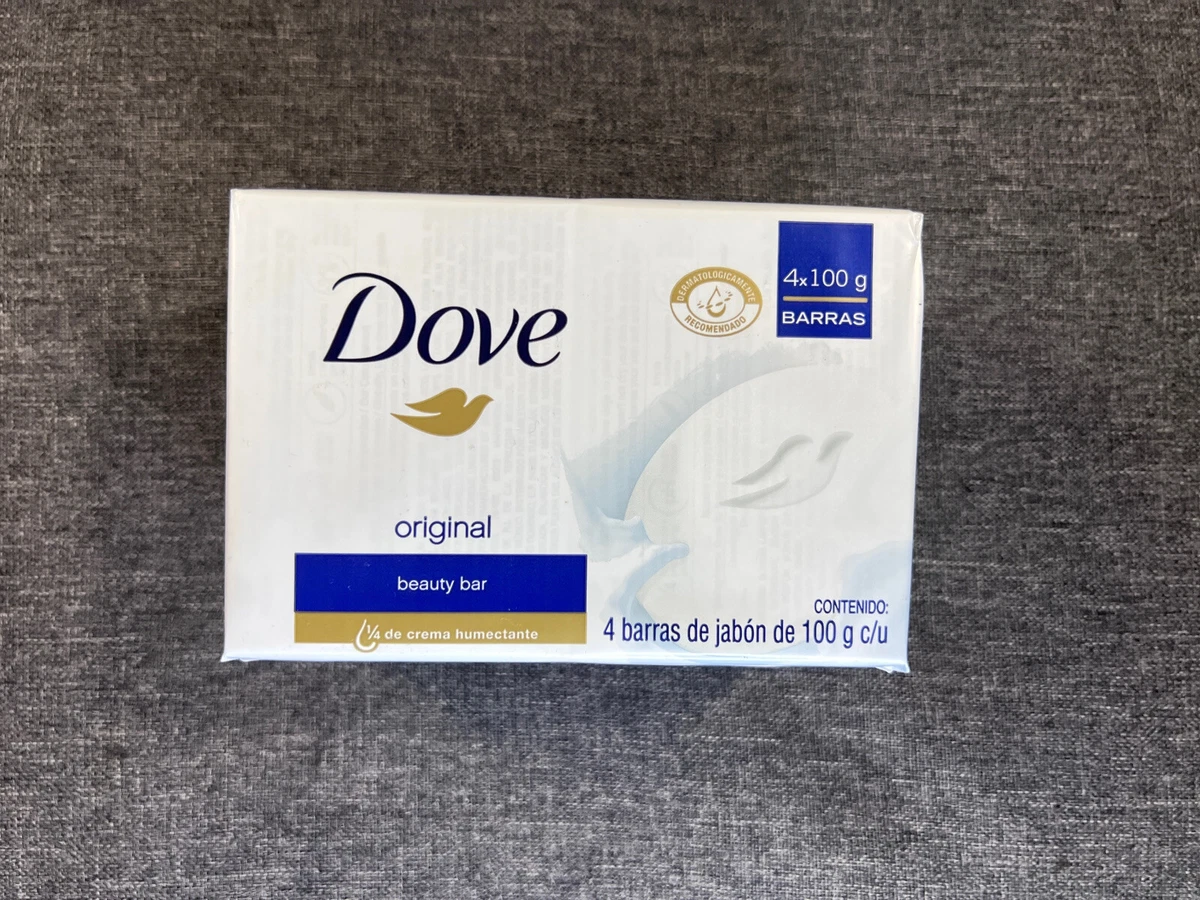 Dove
DERMATOLÓGICAMENTE
RECOMENDADO
4x100 g
BARRAS
original
beauty bar
¼ de crema humectante
CONTENIDO:
4 barras de jabón de 100 g c/u